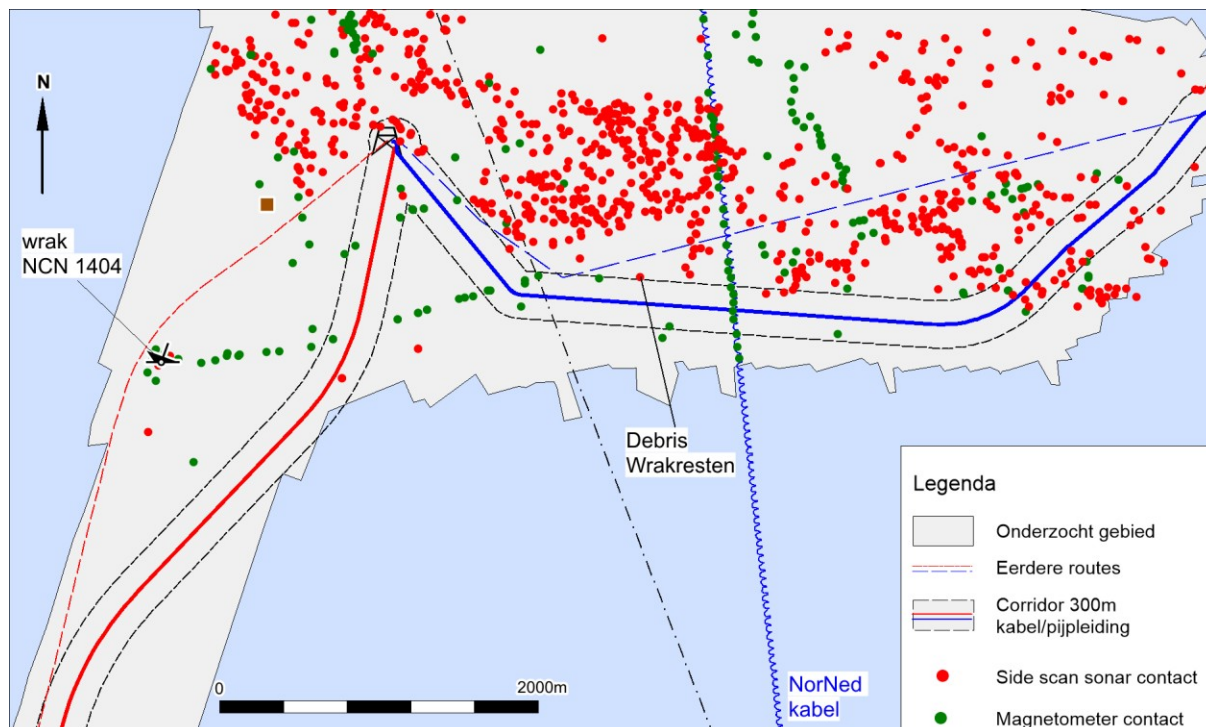 N
wrak
NCN 1404
Debris
Wrakresten
0
2000m
NorNed
kabel
Legenda
Onderzocht gebied
Eerdere routes
Corridor 300m
kabel/pijpleiding
Side scan sonar contact
Magnetometer contact